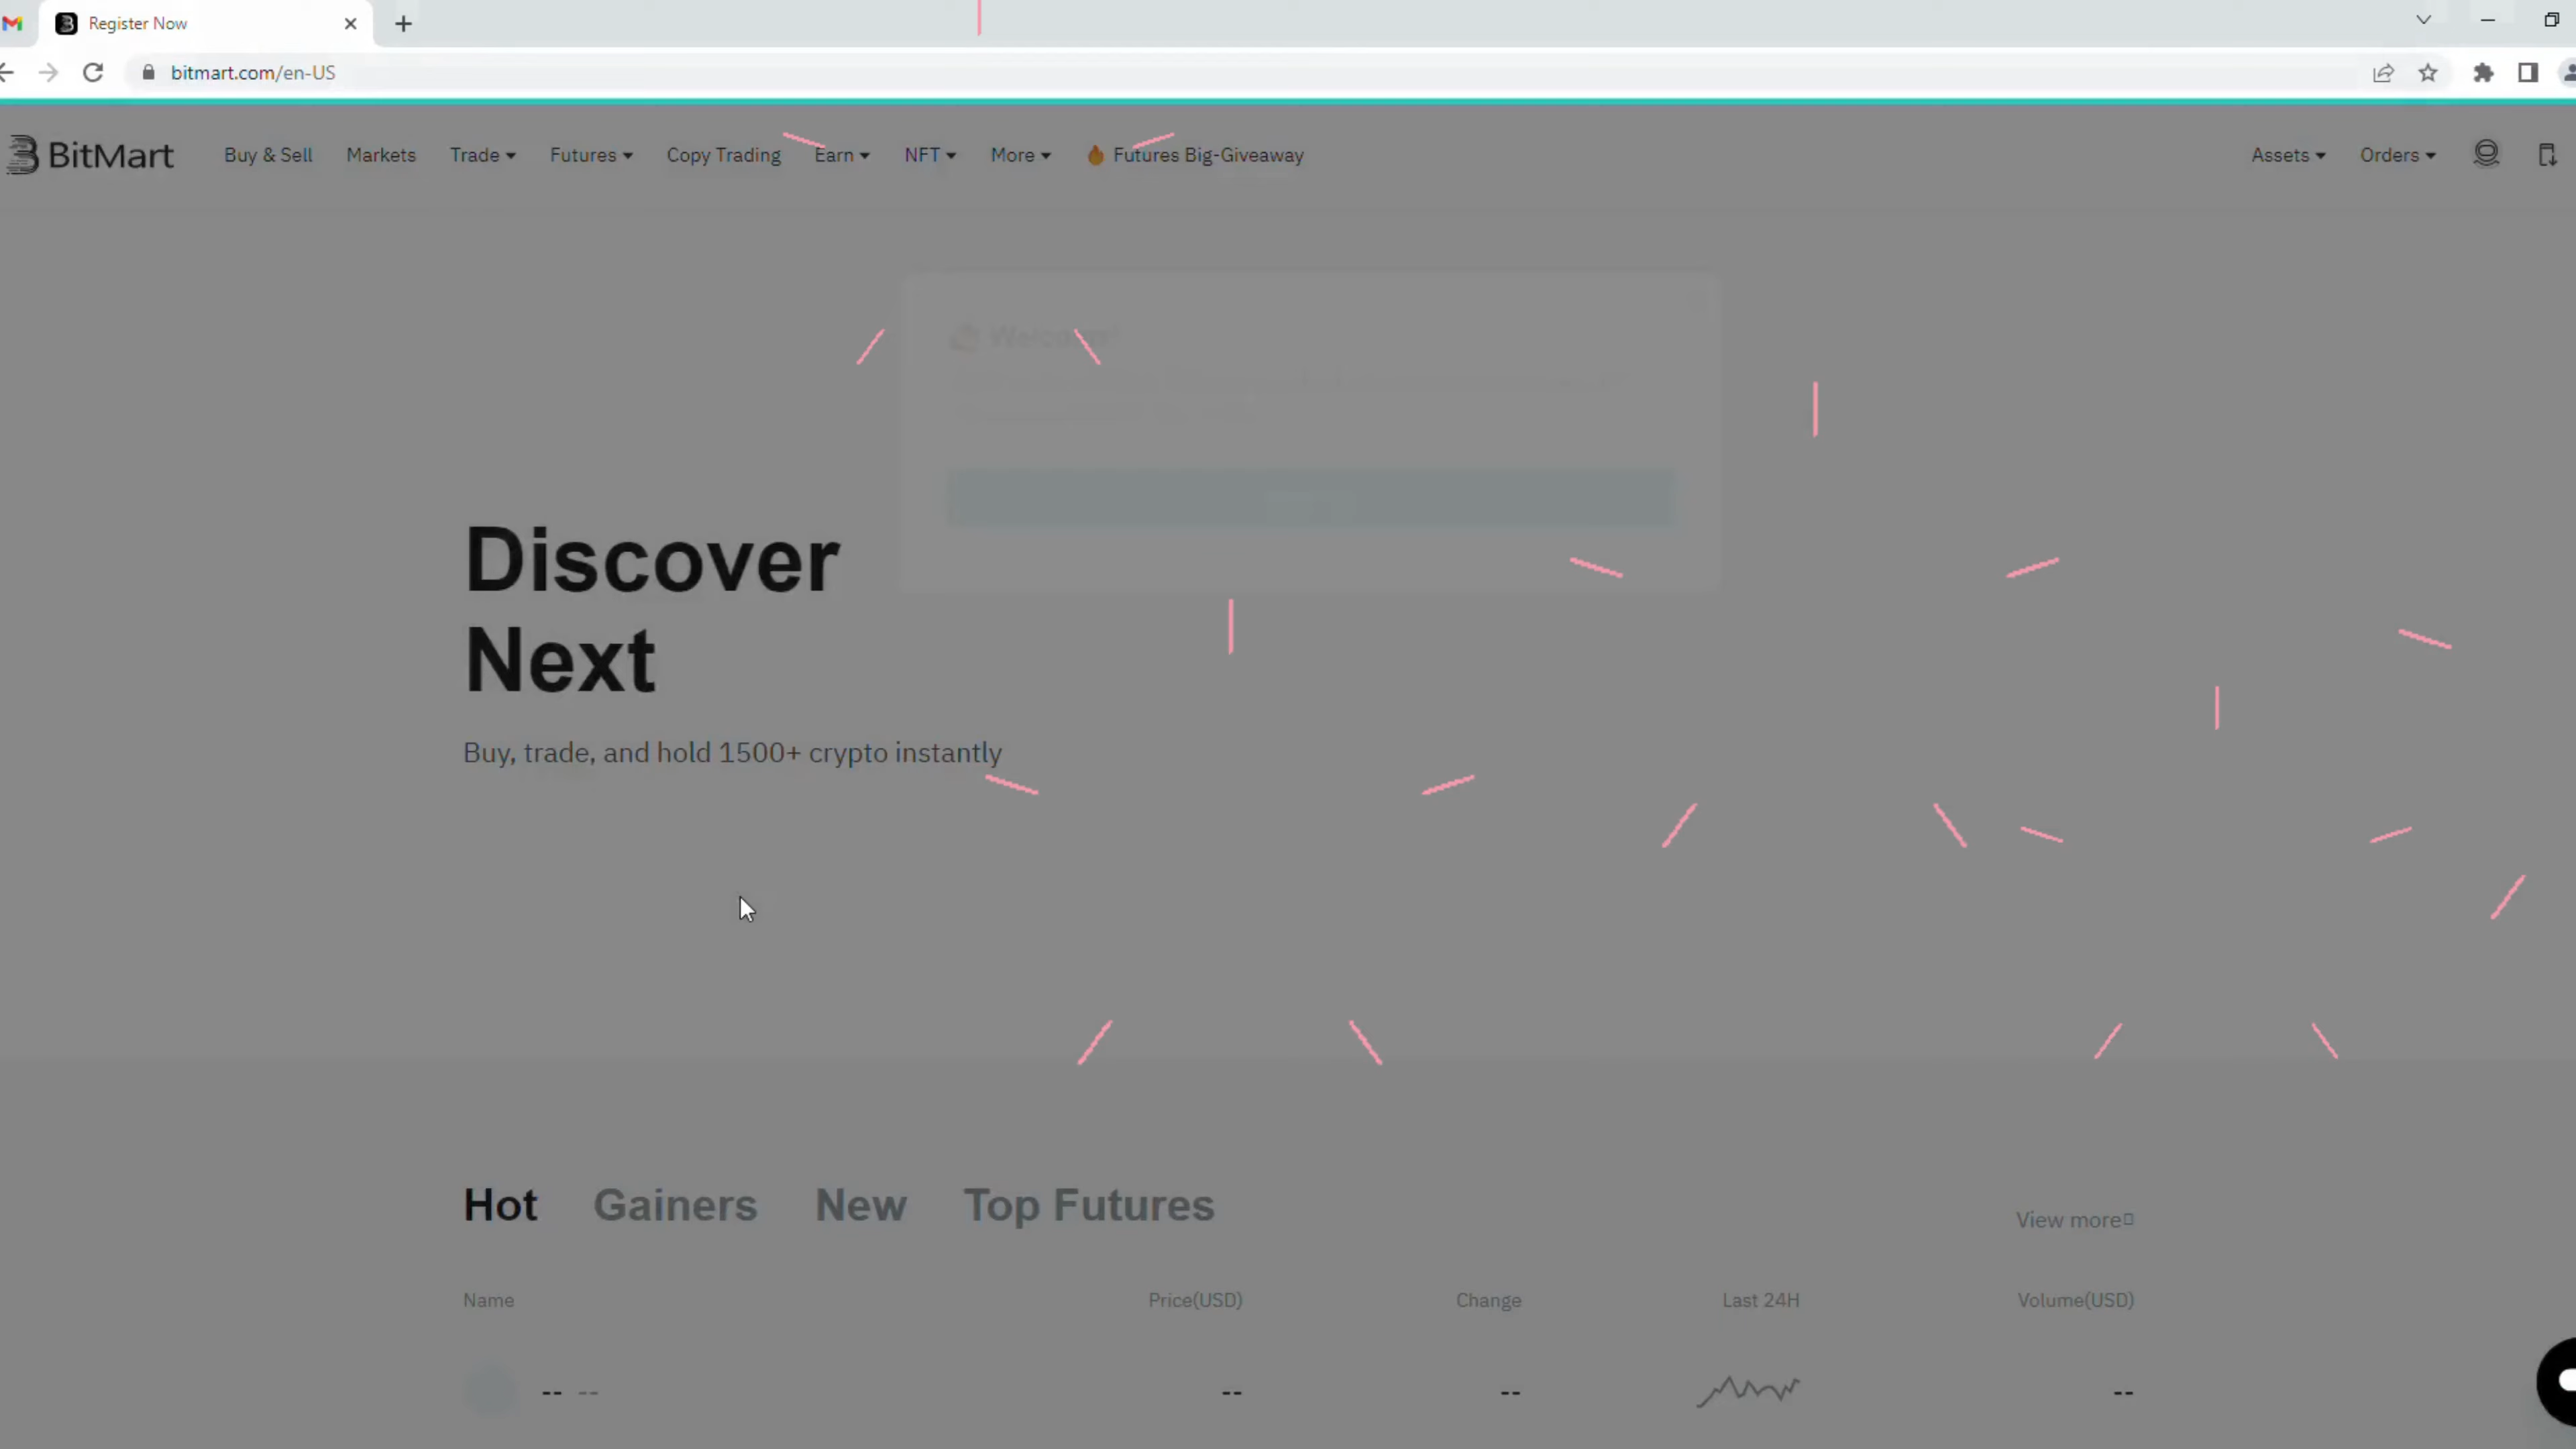 Register Now
bitmart.com/en-US
BitMart
Buy & Sell
Markets
Trade
Futures
Copy Trading
Earn
NFT
More
Futures Big-Giveaway
Assets
Orders
Welcome!
Discover
Next
Buy, trade, and hold 1500+ crypto instantly
Hot
Gainers
New
Top Futures
View more
Name
Price(USD)
Change
Last 24H
Volume(USD)
-- --
--
--
--